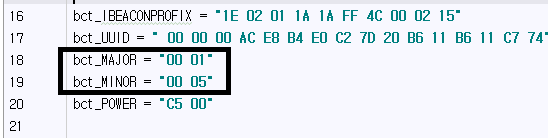 16 bct_IBEACONPROFIX = "1E 02 01 1A 1A FF 4C 00 02 15"
17 bct_UUID = " 00 00 00 AC E8 B4 E0 C2 7D 20 B6 11 B6 11 C7 74"
18 bct_MAJOR = "00 01"
19 bct_MINOR = "00 05"
20 bct_POWER = "C5 00"
21